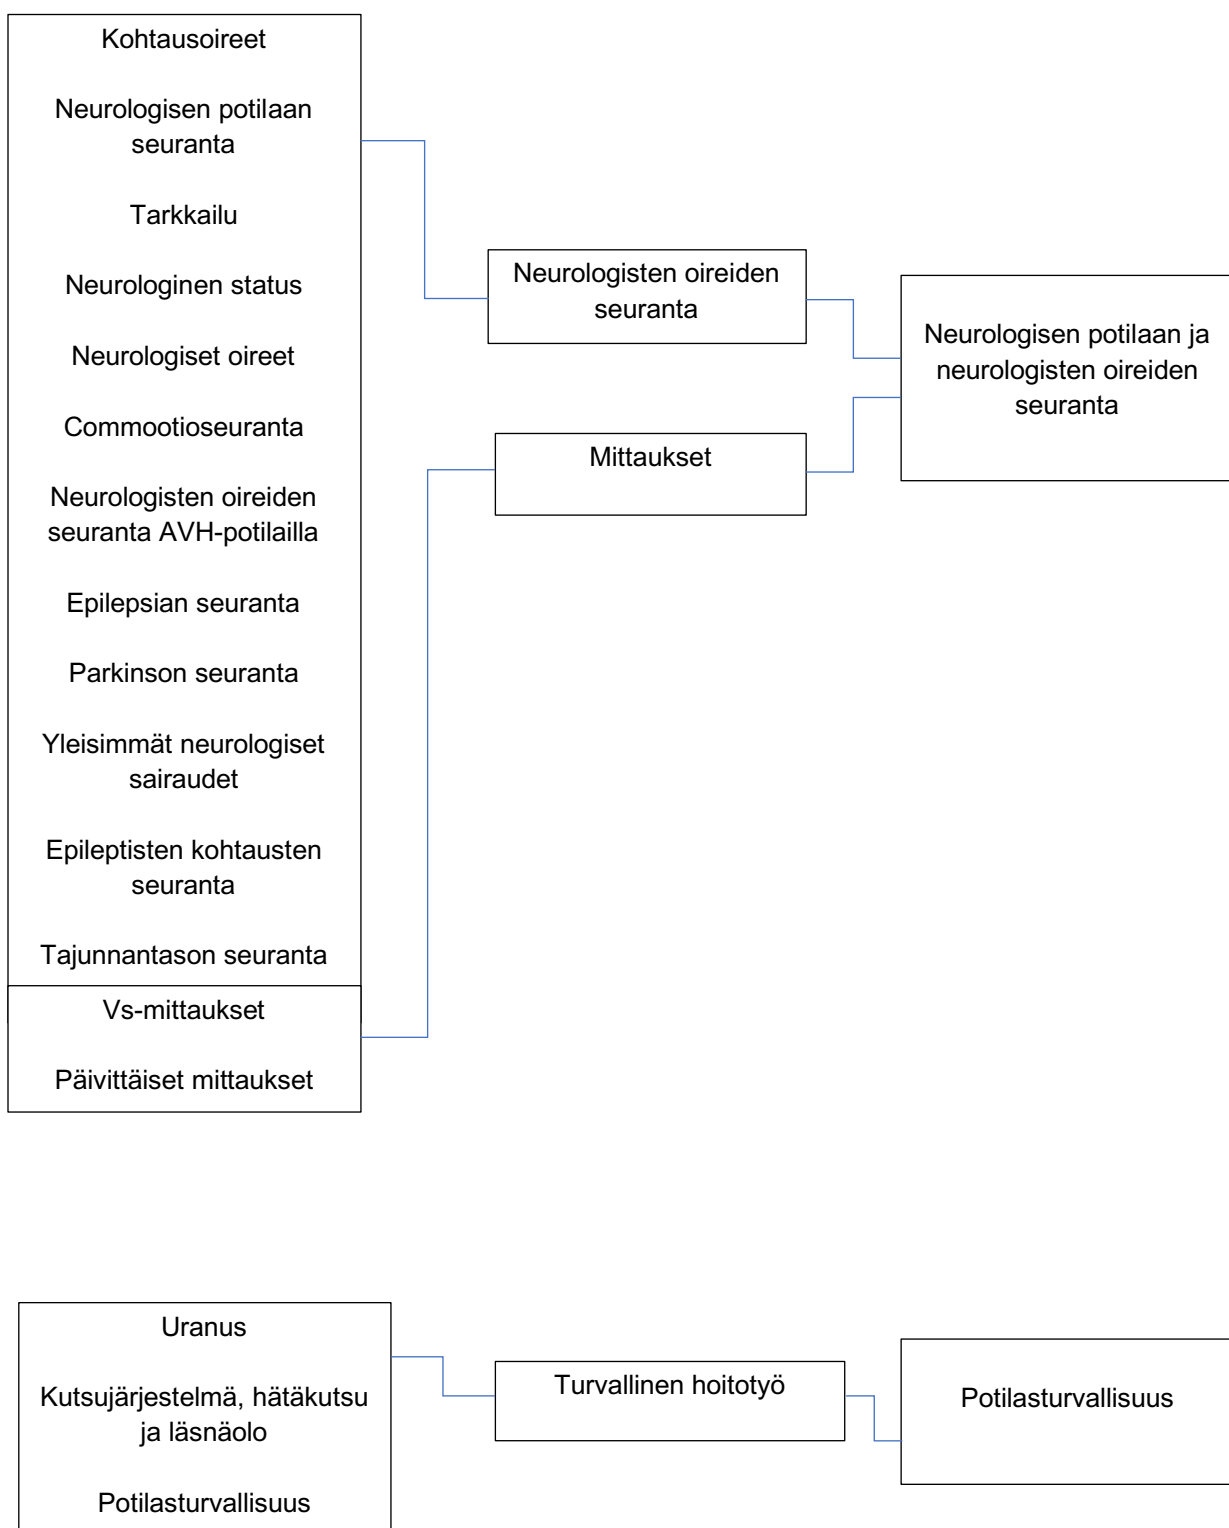 Kohtausoireet
Neurologisen potilaan
seuranta
Tarkkailu
Neurologinen status
Neurologiset oireet
Commootioseuranta
Neurologisten oireiden
seuranta AVH-potilailla
Epilepsian seuranta
Parkinson seuranta
Yleisimmät neurologiset
sairaudet
Epileptisten kohtausten
seuranta
Tajunnantason seuranta
Vs-mittaukset
Päivittäiset mittaukset
Neurologisten oireiden
seuranta
Mittaukset
Neurologisen potilaan ja
neurologisten oireiden
seuranta
Uranus
Kutsujärjestelmä, hätäkutsu
ja läsnäolo
Potilasturvallisuus
Turvallinen hoitotyö
Potilasturvallisuus